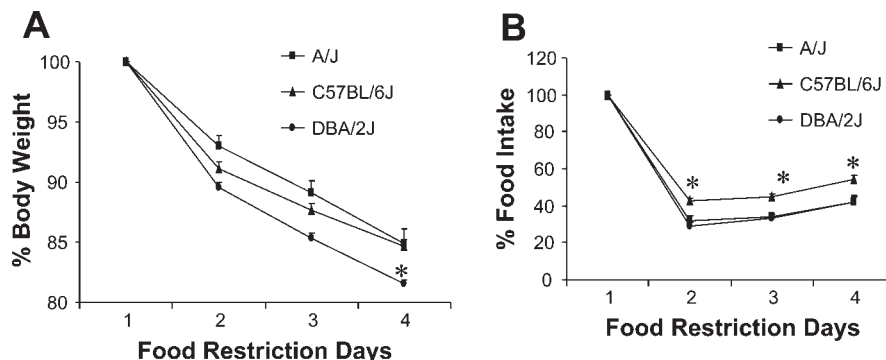 A
% Body Weight
100
95
90
85
80
A/J
C57BL/6J
DBA/2J
*
1 2 3 4
Food Restriction Days
B
% Food Intake
120
100
80
60
40
20
0
A/J
C57BL/6J
DBA/2J
* * *
1 2 3 4
Food Restriction Days